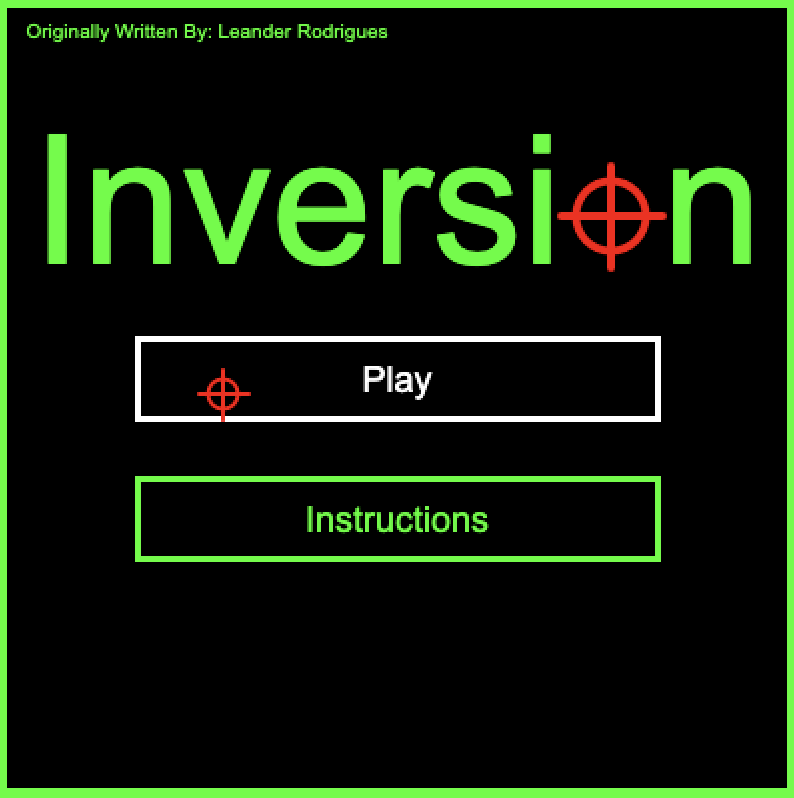 Originally Written By: Leander Rodrigues
Inversion
Play
Instructions